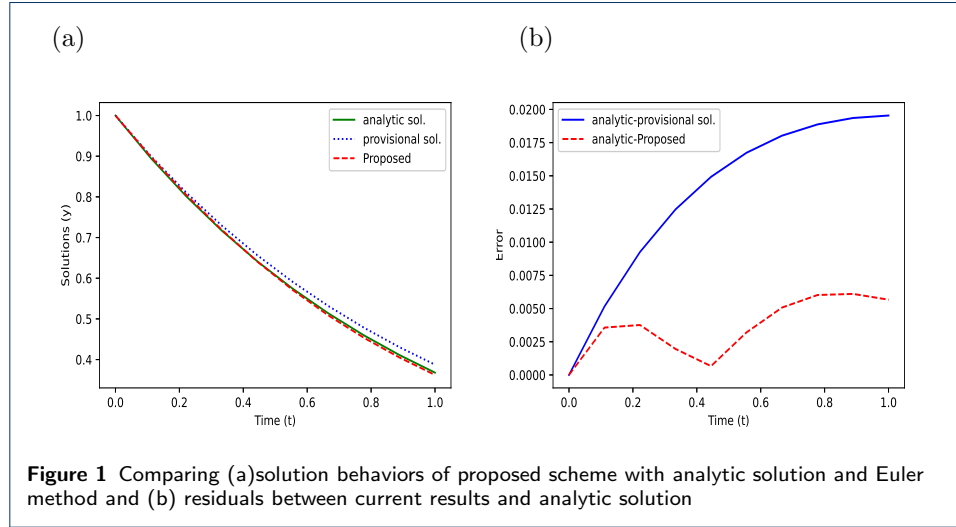 (a)
(b)
1.0
0.9
0.8
0.7
0.6
0.5
0.4
Solutions (y)
analytic sol.
provisional sol.
Proposed
0.0 0.2 0.4 0.6 0.8 1.0
Time (t)
0.0200
0.0175
0.0150
0.0125
0.0100
0.0075
0.0050
0.0025
0.0000
Error
analytic-provisional sol.
analytic-Proposed
0.0 0.2 0.4 0.6 0.8 1.0
Time (t)
Figure 1 Comparing (a)solution behaviors of proposed scheme with analytic solution and Euler
method and (b) residuals between current results and analytic solution